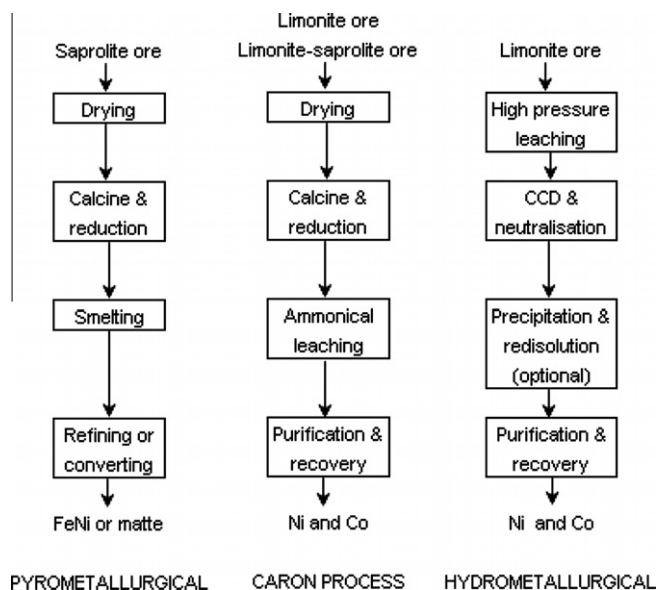 Saprolite ore
Drying
Calcine &
reduction
Smelting
Refining or
converting
FeNi or matte
PYROMETALLURGICAL
Limonite ore
Limonite-saprolite ore
Drying
Calcine &
reduction
Ammonical
leaching
Purification &
recovery
Ni and Co
CARON PROCESS
Limonite ore
High pressure
leaching
CCD &
neutralisation
Precipitation &
redisolution
(optional)
Purification &
recovery
Ni and Co
HYDROMETALLURGICAL